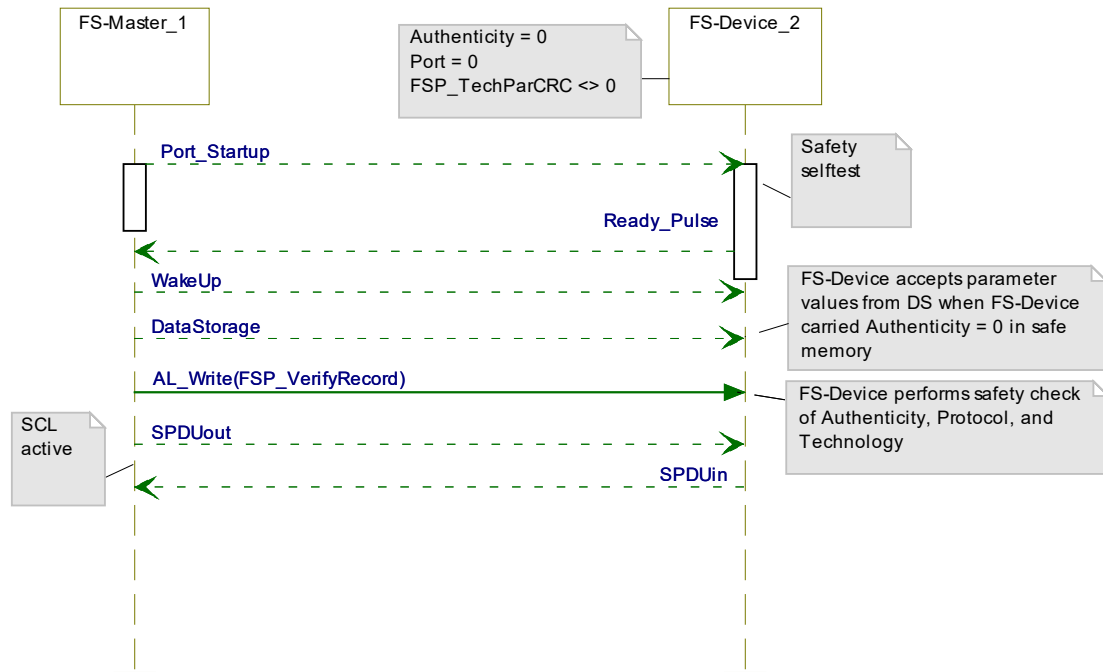 FS-Master_1
FS-Device_2
Authenticity = 0
Port = 0
FSP_TechParCRC <> 0
Port_Startup
Safety
selftest
Ready_Pulse
WakeUp
FS-Device accepts parameter
values from DS when FS-Device
carried Authenticity = 0 in safe
memory
DataStorage
AL_Write(FSP_VerifyRecord)
FS-Device performs safety check
of Authenticity, Protocol, and
Technology
SCL
active
SPDUout
SPDUin